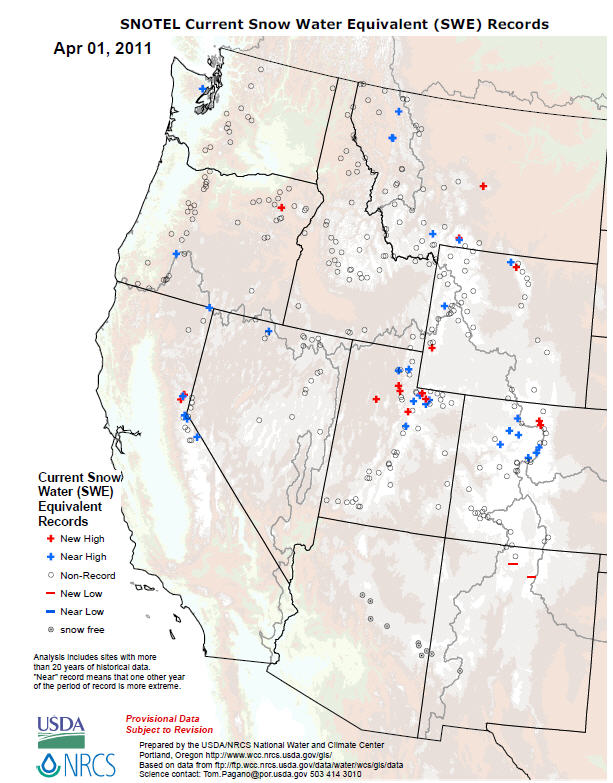 SNOTEL Current Snow Water Equivalent (SWE) Records
Apr 01, 2011
Current Snow
Water (SWE)
Equivalent
Records
New High
Near High
Non-Record
New Low
Near Low
snow free
Analysis includes sites with more
than 20 years of historical data.
"Near" record means that one other year
of the period of record is more extreme.
USDA
NRCS
Provisional Data
Subject to Revision
Prepared by the USDA/NRCS National Water and Climate Center
Portland, Oregon http://www.wcc.nrcs.usda.gov/gis/
Based on data from ftp://ftp.wcc.nrcs.usda.gov/data/water/wcs/gis/data
Science contact: Tom.Pagano@por.usda.gov 503 414 3010